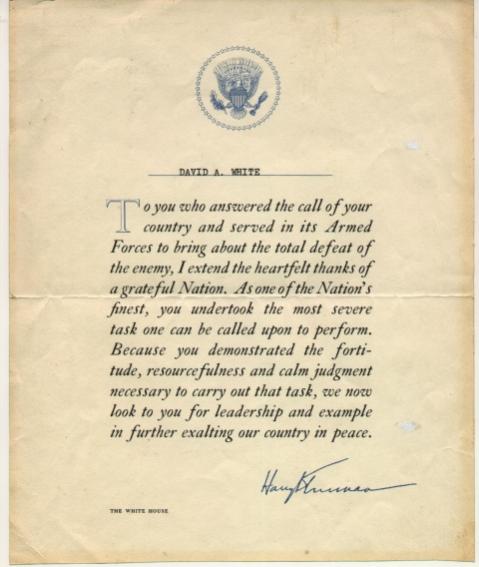 DAVID A. WHITE
To you who answered the call of your
country and served in its Armed
Forces to bring about the total defeat of
the enemy, I extend the heartfelt thanks of
a grateful Nation. As one of the Nation's
finest, you undertook the most severe
task one can be called upon to perform.
Because you demonstrated the forti-
tude, resourcefulness and calm judgment
necessary to carry out that task, we now
look to you for leadership and example
in further exalting our country in peace.
Harry Truman
THE WHITE HOUSE